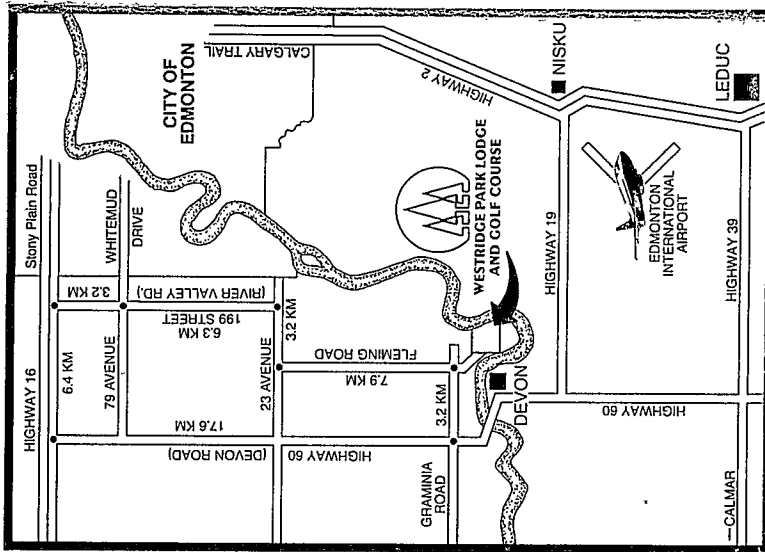 HIGHWAY 16
Stony Plain Road
6.4 KM
3.2 KM
79 AVENUE
WHITEMUD
DRIVE
CITY OF
EDMONTON
CALGARY TRAIL
17.6 KM
(DEVON ROAD)
6.3 KM
199 STREET
(RIVER VALLEY RD.)
23 AVENUE
3.2 KM
HIGHWAY 60
7.9 KM
FLEMING ROAD
HIGHWAY 2
WESTRIDGE PARK LODGE
AND GOLF COURSE
GRAMINIA
ROAD
3.2 KM
DEVON
HIGHWAY 19
NISKU
EDMONTON
INTERNATIONAL
AIRPORT
HIGHWAY 60
HIGHWAY 39
LEDUC
—CALMAR